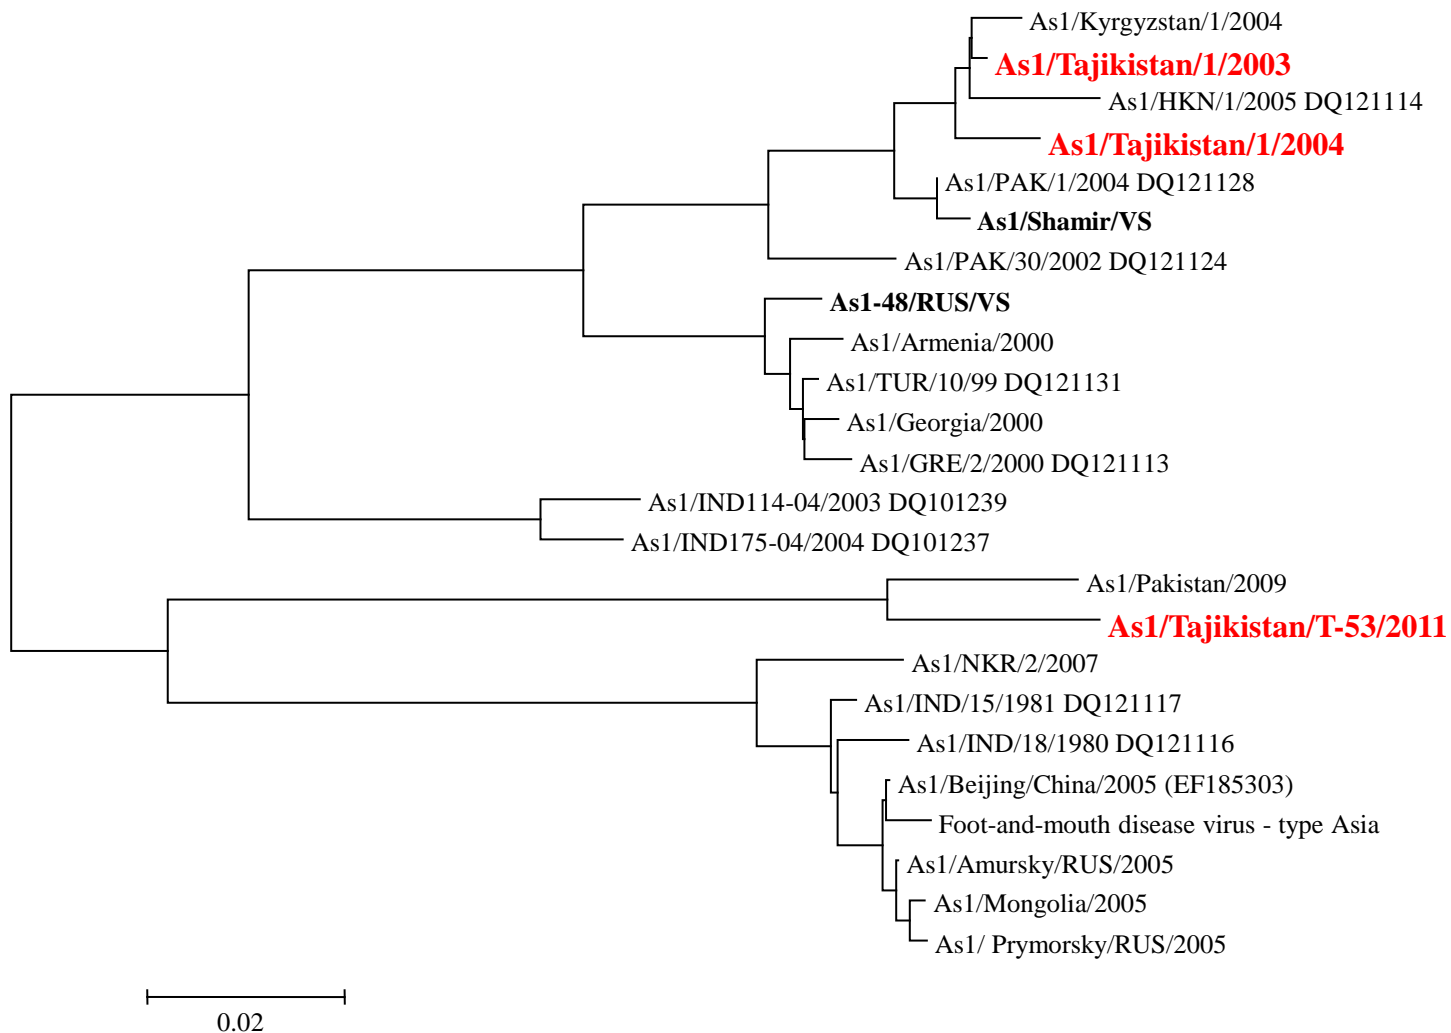 As1/Kyrgyzstan/1/2004
As1/Tajikistan/1/2003
As1/HKN/1/2005 DQ121114
As1/Tajikistan/1/2004
As1/PAK/1/2004 DQ121128
As1/Shamir/VS
As1/PAK/30/2002 DQ121124
As1-48/RUS/VS
As1/Armenia/2000
As1/TUR/10/99 DQ121131
As1/Georgia/2000
As1/GRE/2/2000 DQ121113
As1/IND114-04/2003 DQ101239
As1/IND175-04/2004 DQ101237
As1/Pakistan/2009
As1/Tajikistan/T-53/2011
As1/NKR/2/2007
As1/IND/15/1981 DQ121117
As1/IND/18/1980 DQ121116
As1/Beijing/China/2005 (EF185303)
Foot-and-mouth disease virus - type Asia
As1/Amursky/RUS/2005
As1/Mongolia/2005
As1/ Prymorsky/RUS/2005
0.02